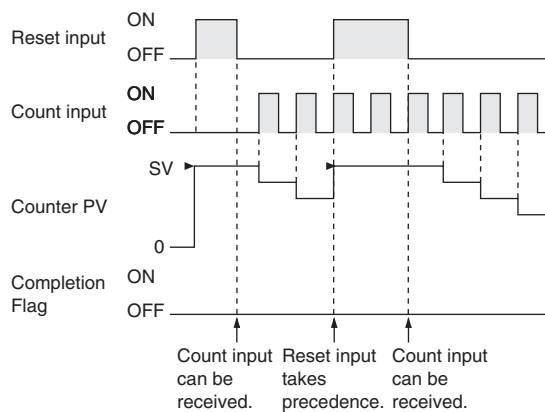 Reset input
ON
OFF
Count input
ON
OFF
SV
Counter PV
0
Completion
Flag
ON
OFF
Count input
can be
received.
Reset input
takes
precedence.
Count input
can be
received.